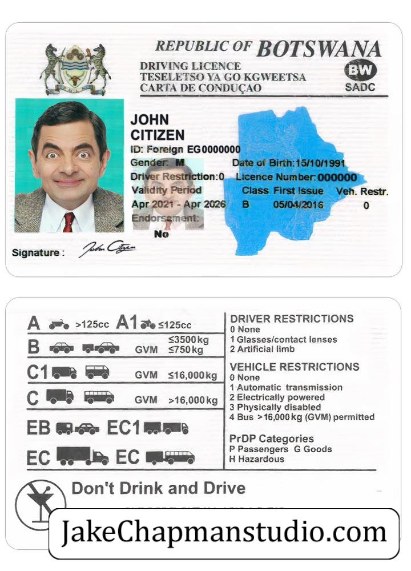 REPUBLIC OF BOTSWANA
DRIVING LICENCE
TESELETSO YA GO KGWEETSA
CARTA DE CONDUÇAO
BW
SADC
JOHN
CITIZEN
ID: Foreign EG0000000
Gender: M Date of Birth:15/10/1991
Driver Restriction:0 Licence Number:000000
Validity Period Class First Issue Veh. Restr.
Apr 2021 - Apr 2026 B 05/04/2016 0
Endorsment:
No
Signature : John Citizen
A >125cc A1 ≤125cc
B GVM ≤3500kg ≤750kg
C1 GVM ≤16,000kg
C GVM >16,000kg
EB EC1
EC EC
DRIVER RESTRICTIONS
0 None
1 Glasses/contact lenses
2 Artificial limb
VEHICLE RESTRICTIONS
0 None
1 Automatic transmission
2 Electrically powered
3 Physically disabled
4 Bus >16,000kg (GVM) permitted
PrDP Categories
P Passengers G Goods
H Hazardous
Don't Drink and Drive
JakeChapmanstudio.com